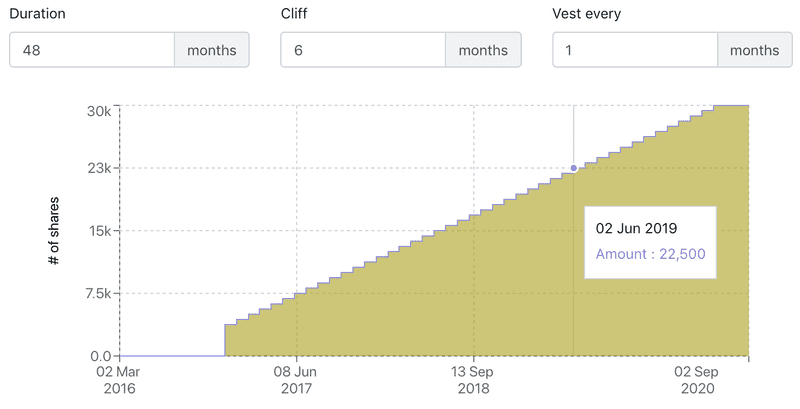 Duration
Cliff
Vest every
48 months
6 months
1 months
30k
23k
15k
7.5k
0.0
# of shares
02 Jun 2019
Amount : 22,500
02 Mar 2016
08 Jun 2017
13 Sep 2018
02 Sep 2020